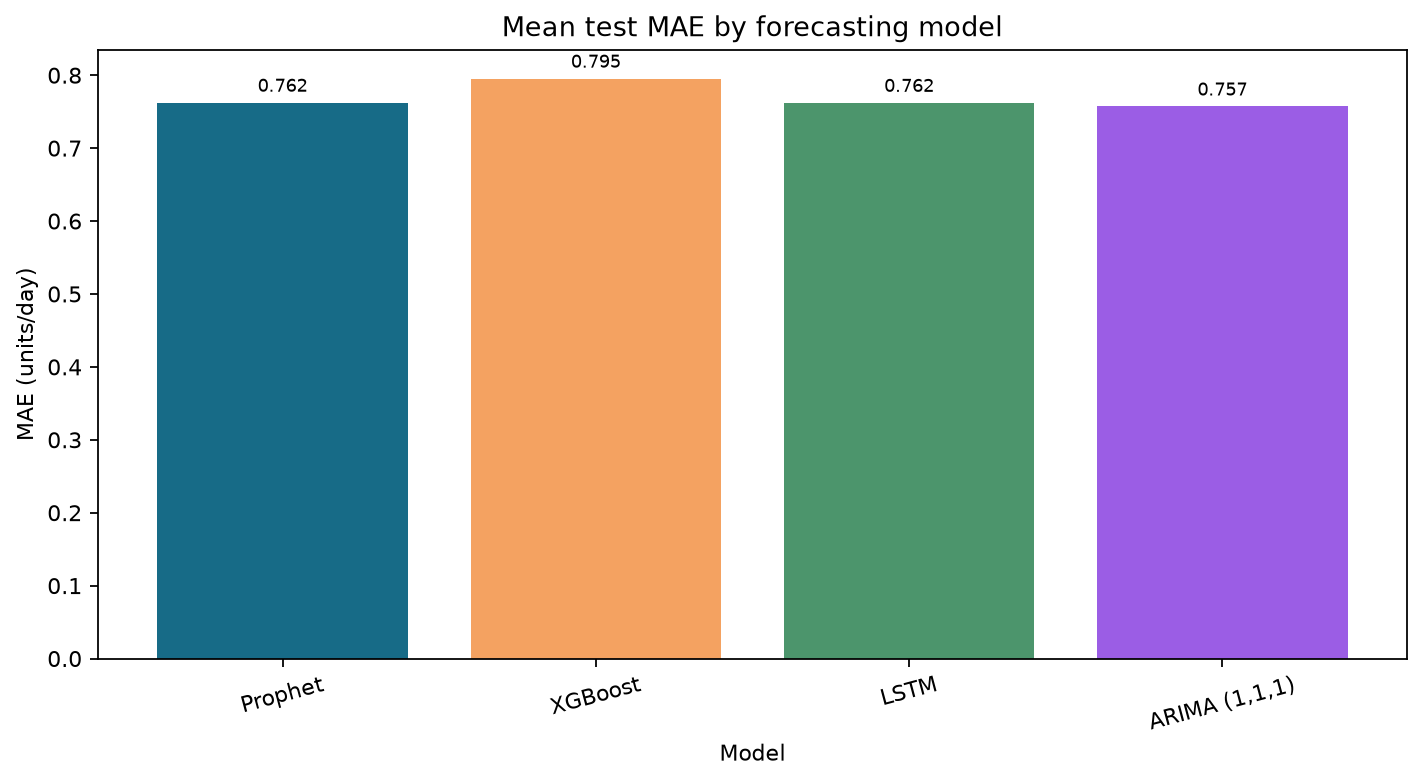 Mean test MAE by forecasting model
MAE (units/day)
0.8
0.7
0.6
0.5
0.4
0.3
0.2
0.1
0.0
0.762
0.795
0.762
0.757
Prophet
XGBoost
LSTM
ARIMA (1,1,1)
Model